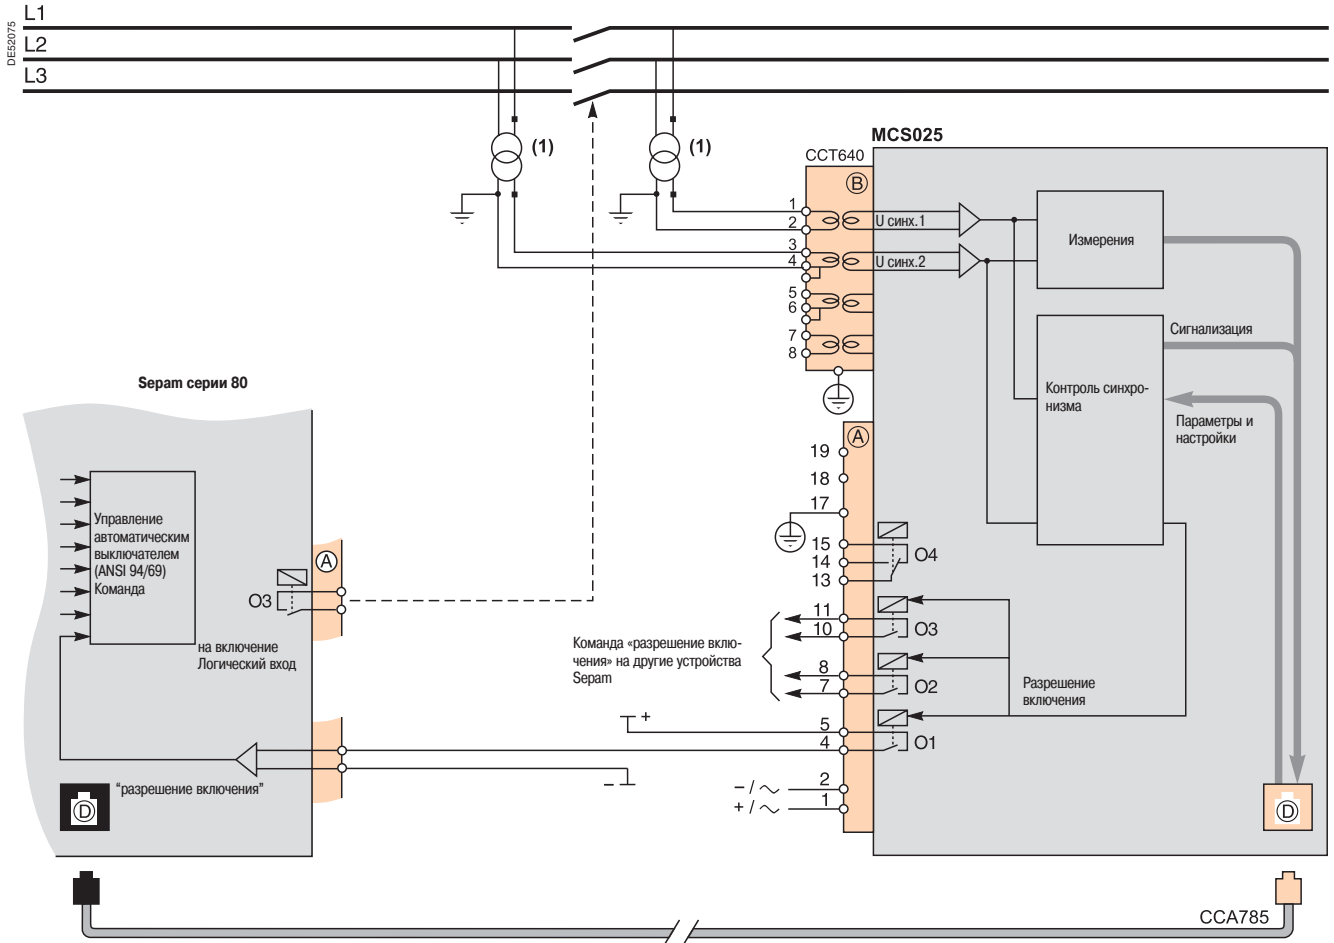 L1
DE52075
L2
L3
(1)
(1)
MCS025
CCT640
B
1
2
3
4
5
6
7
8
U синх.1
U синх.2
Измерения
Сигнализация
Контроль синхро-
низма
Параметры и
настройки
Sepam серии 80
Управление
автоматическим
выключателем
(ANSI 94/69)
Команда
на включение
Логический вход
O3
A
"разрешение включения"
D
A
19
18
17
15
14
13
O4
11
10
O3
8
7
O2
5
4
O1
2
1
Команда «разрешение вклю-
чения» на другие устройства
Sepam
Разрешение
включения
+
–
– / ~
+ / ~
D
CCA785